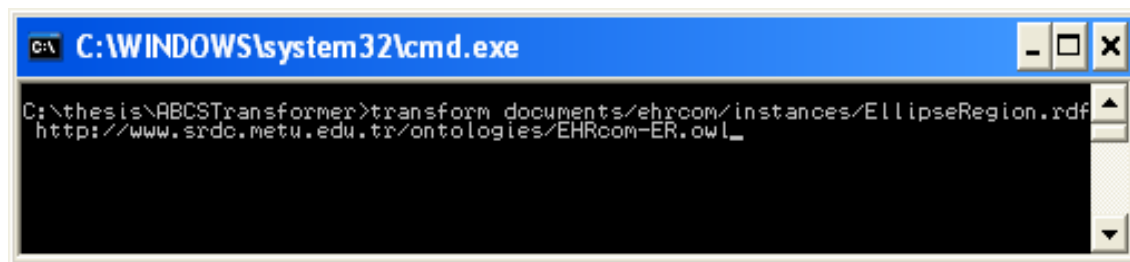 C:\WINDOWS\system32\cmd.exe
C:\thesis\ABCSTransformer>transform documents/ehrcom/instances/EllipseRegion.rdf
http://www.srdc.metu.edu.tr/ontologies/EHRcom-ER.owl_